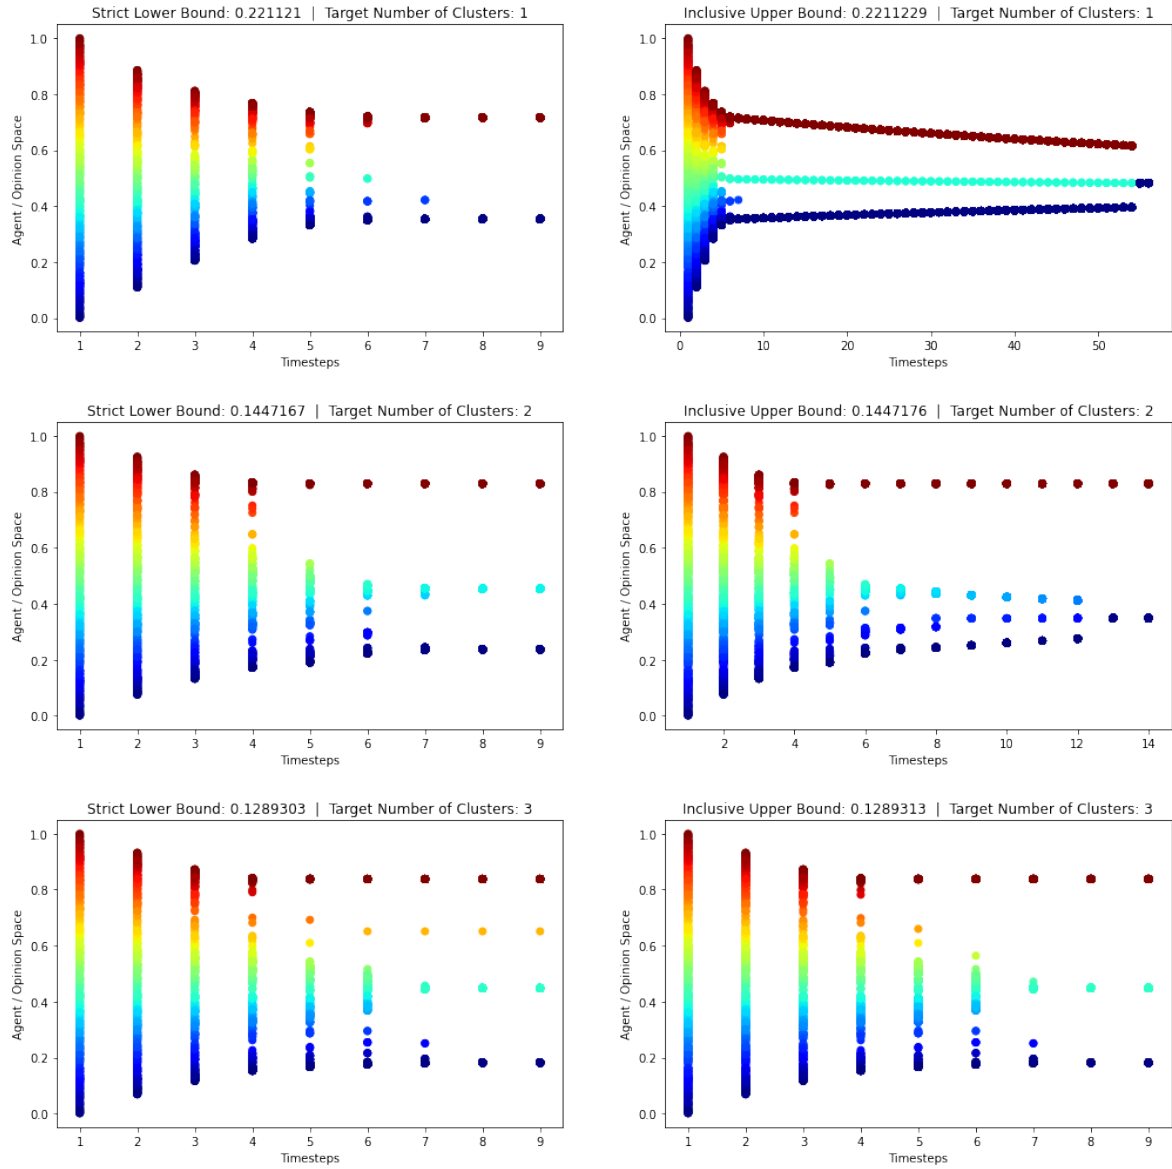 Strict Lower Bound: 0.221121 | Target Number of Clusters: 1
Agent / Opinion Space
1.0
0.8
0.6
0.4
0.2
0.0
1 2 3 4 5 6 7 8 9
Timesteps
Inclusive Upper Bound: 0.2211229 | Target Number of Clusters: 1
Agent / Opinion Space
1.0
0.8
0.6
0.4
0.2
0.0
0 10 20 30 40 50
Timesteps
Strict Lower Bound: 0.1447167 | Target Number of Clusters: 2
Agent / Opinion Space
1.0
0.8
0.6
0.4
0.2
0.0
1 2 3 4 5 6 7 8 9
Timesteps
Inclusive Upper Bound: 0.1447176 | Target Number of Clusters: 2
Agent / Opinion Space
1.0
0.8
0.6
0.4
0.2
0.0
2 4 6 8 10 12 14
Timesteps
Strict Lower Bound: 0.1289303 | Target Number of Clusters: 3
Agent / Opinion Space
1.0
0.8
0.6
0.4
0.2
0.0
1 2 3 4 5 6 7 8 9
Timesteps
Inclusive Upper Bound: 0.1289313 | Target Number of Clusters: 3
Agent / Opinion Space
1.0
0.8
0.6
0.4
0.2
0.0
1 2 3 4 5 6 7 8 9
Timesteps